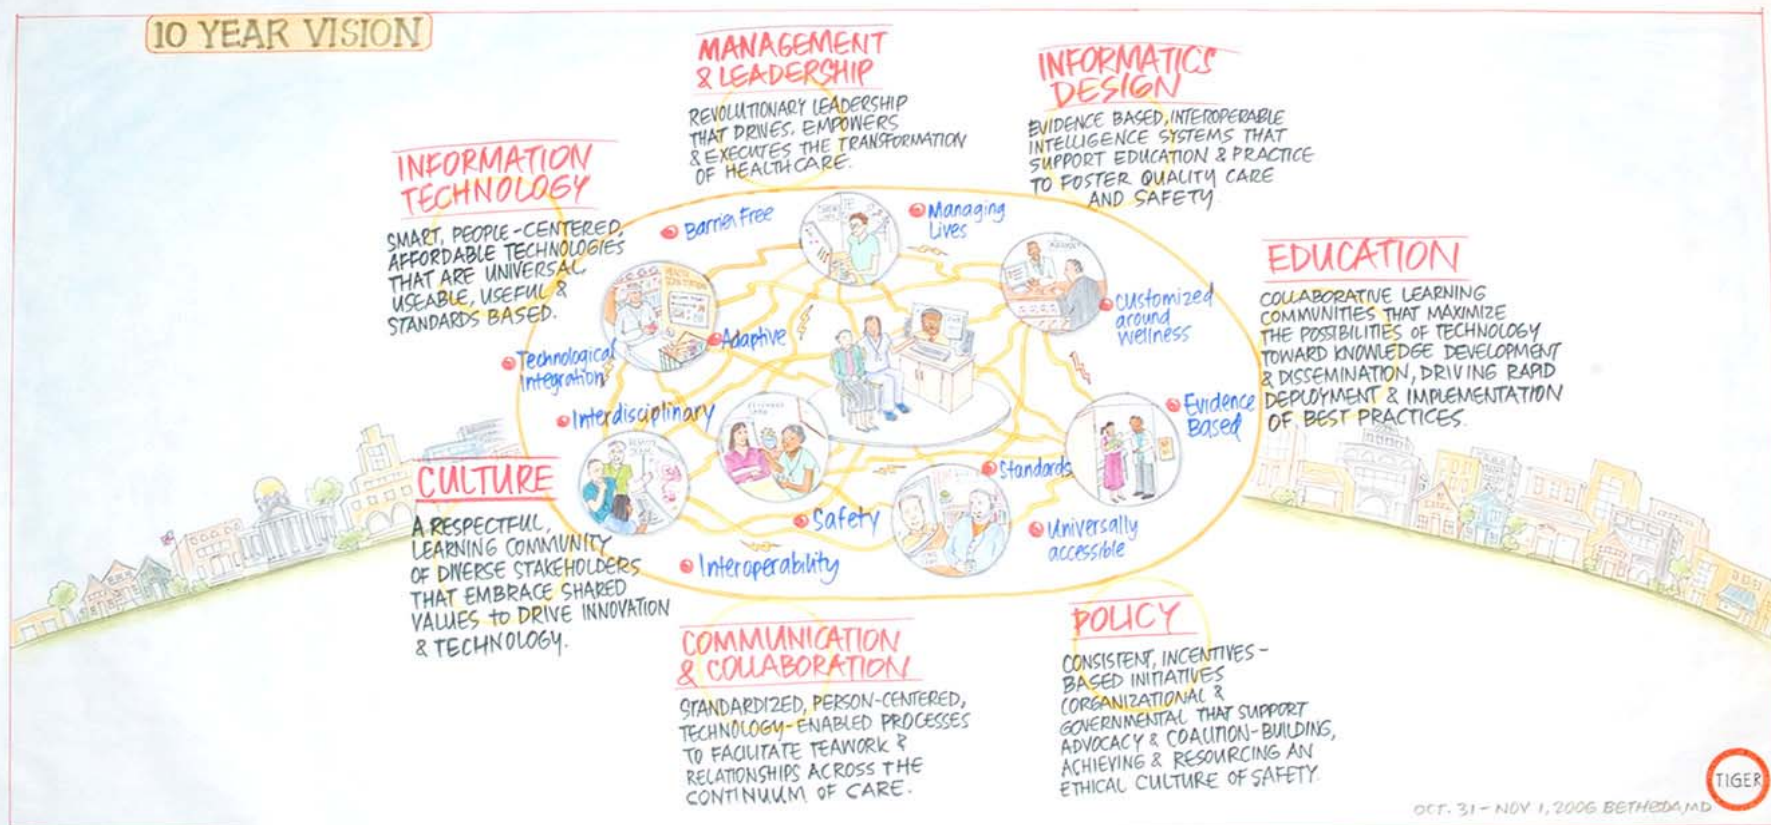 10 YEAR VISION
MANAGEMENT
& LEADERSHIP
REVOLUTIONARY LEADERSHIP
THAT DRIVES, EMPOWERS
& EXECUTES THE TRANSFORMATION
OF HEALTHCARE.
INFORMATICS
DESIGN
EVIDENCE BASED, INTEROPERABLE
INTELLIGENCE SYSTEMS THAT
SUPPORT EDUCATION & PRACTICE
TO FOSTER QUALITY CARE
AND SAFETY
INFORMATION
TECHNOLOGY
SMART, PEOPLE-CENTERED,
AFFORDABLE TECHNOLOGIES
THAT ARE UNIVERSAL,
USEABLE, USEFUL &
STANDARDS BASED.
EDUCATION
COLLABORATIVE LEARNING
COMMUNITIES THAT MAXIMIZE
THE POSSIBILITIES OF TECHNOLOGY
TOWARD KNOWLEDGE DEVELOPMENT
& DISSEMINATION, DRIVING RAPID
DEPLOYMENT & IMPLEMENTATION
OF BEST PRACTICES.
Barrier Free
Managing
Lives
Customized
around
wellness
Adaptive
Technological
Integration
Interdisciplinary
Evidence
Based
Standards
Safety
Universally
accessible
Interoperability
CULTURE
A RESPECTFUL,
LEARNING COMMUNITY
OF DIVERSE STAKEHOLDERS
THAT EMBRACE SHARED
VALUES TO DRIVE INNOVATION
& TECHNOLOGY.
COMMUNICATION
& COLLABORATION
STANDARDIZED, PERSON-CENTERED,
TECHNOLOGY-ENABLED PROCESSES
TO FACILITATE TEAWORK &
RELATIONSHIPS ACROSS THE
CONTINUUM OF CARE.
POLICY
CONSISTENT, INCENTIVES-
BASED INITIATIVES
(ORGANIZATIONAL &
GOVERNMENTAL THAT SUPPORT
ADVOCACY & COALITION-BUILDING,
ACHIEVING & RESOURCING AN
ETHICAL CULTURE OF SAFETY.
TIGER
OCT. 31 - NOV 1, 2006 BETHESDA, MD